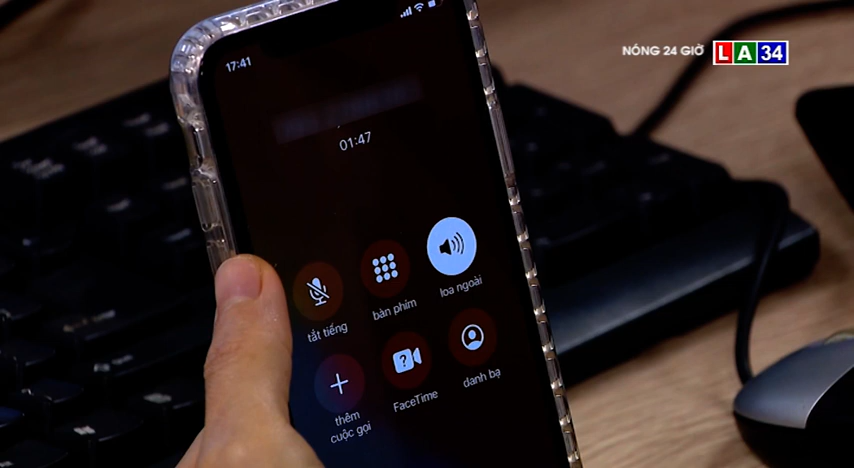 NÓNG 24 GIỜ LA34
17:41
01:47
tắt tiếng
bàn phím
loa ngoài
thêm
cuộc gọi
FaceTime
danh bạ